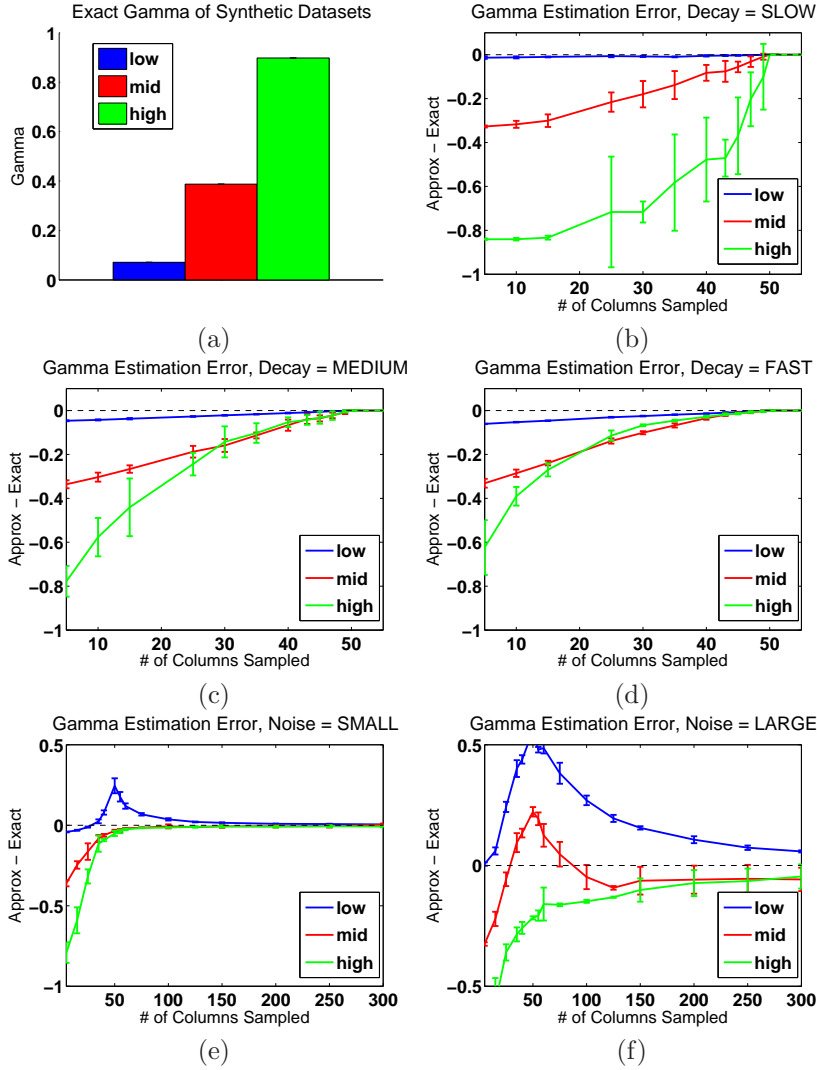 Exact Gamma of Synthetic Datasets
Gamma
1
0.8
0.6
0.4
0.2
0
low
mid
high
(a)
Gamma Estimation Error, Decay = SLOW
Approx − Exact
0
−0.2
−0.4
−0.6
−0.8
−1
10 20 30 40 50
# of Columns Sampled
low
mid
high
(b)
Gamma Estimation Error, Decay = MEDIUM
Approx − Exact
0
−0.2
−0.4
−0.6
−0.8
−1
10 20 30 40 50
# of Columns Sampled
low
mid
high
(c)
Gamma Estimation Error, Decay = FAST
Approx − Exact
0
−0.2
−0.4
−0.6
−0.8
−1
10 20 30 40 50
# of Columns Sampled
low
mid
high
(d)
Gamma Estimation Error, Noise = SMALL
Approx − Exact
0.5
0
−0.5
−1
50 100 150 200 250 300
# of Columns Sampled
low
mid
high
(e)
Gamma Estimation Error, Noise = LARGE
Approx − Exact
0.5
0
−0.5
50 100 150 200 250 300
# of Columns Sampled
low
mid
high
(f)